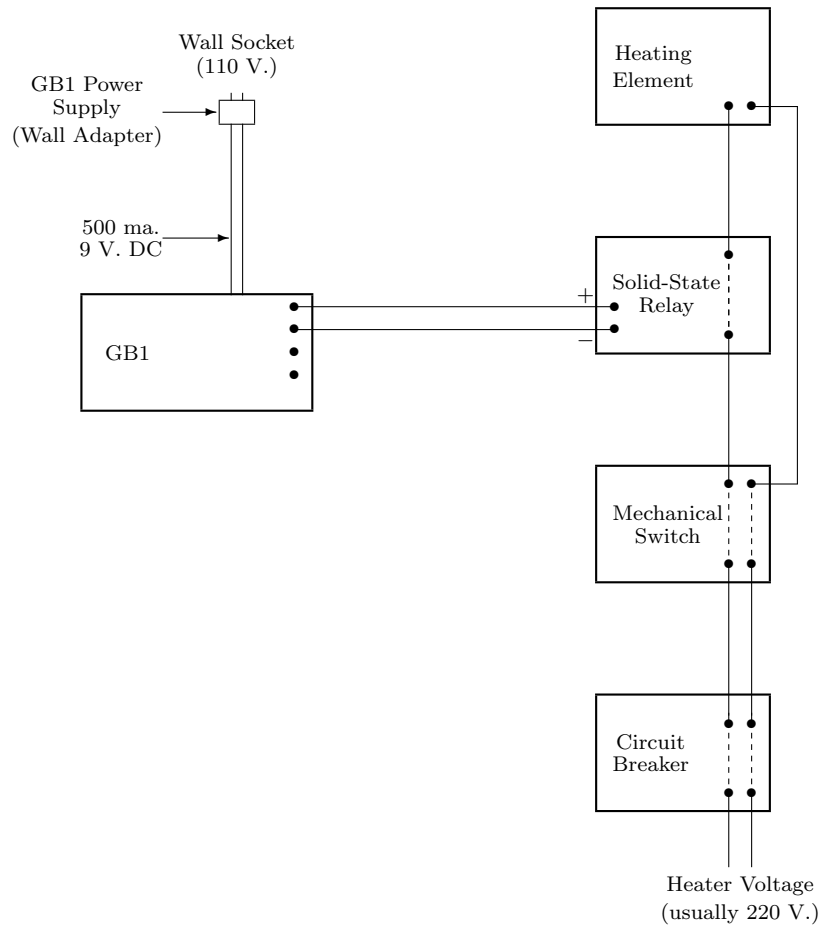 Wall Socket
(110 V.)
GB1 Power
Supply
(Wall Adapter)
500 ma.
9 V. DC
GB1
+
−
Heating
Element
Solid-State
Relay
Mechanical
Switch
Circuit
Breaker
Heater Voltage
(usually 220 V.)